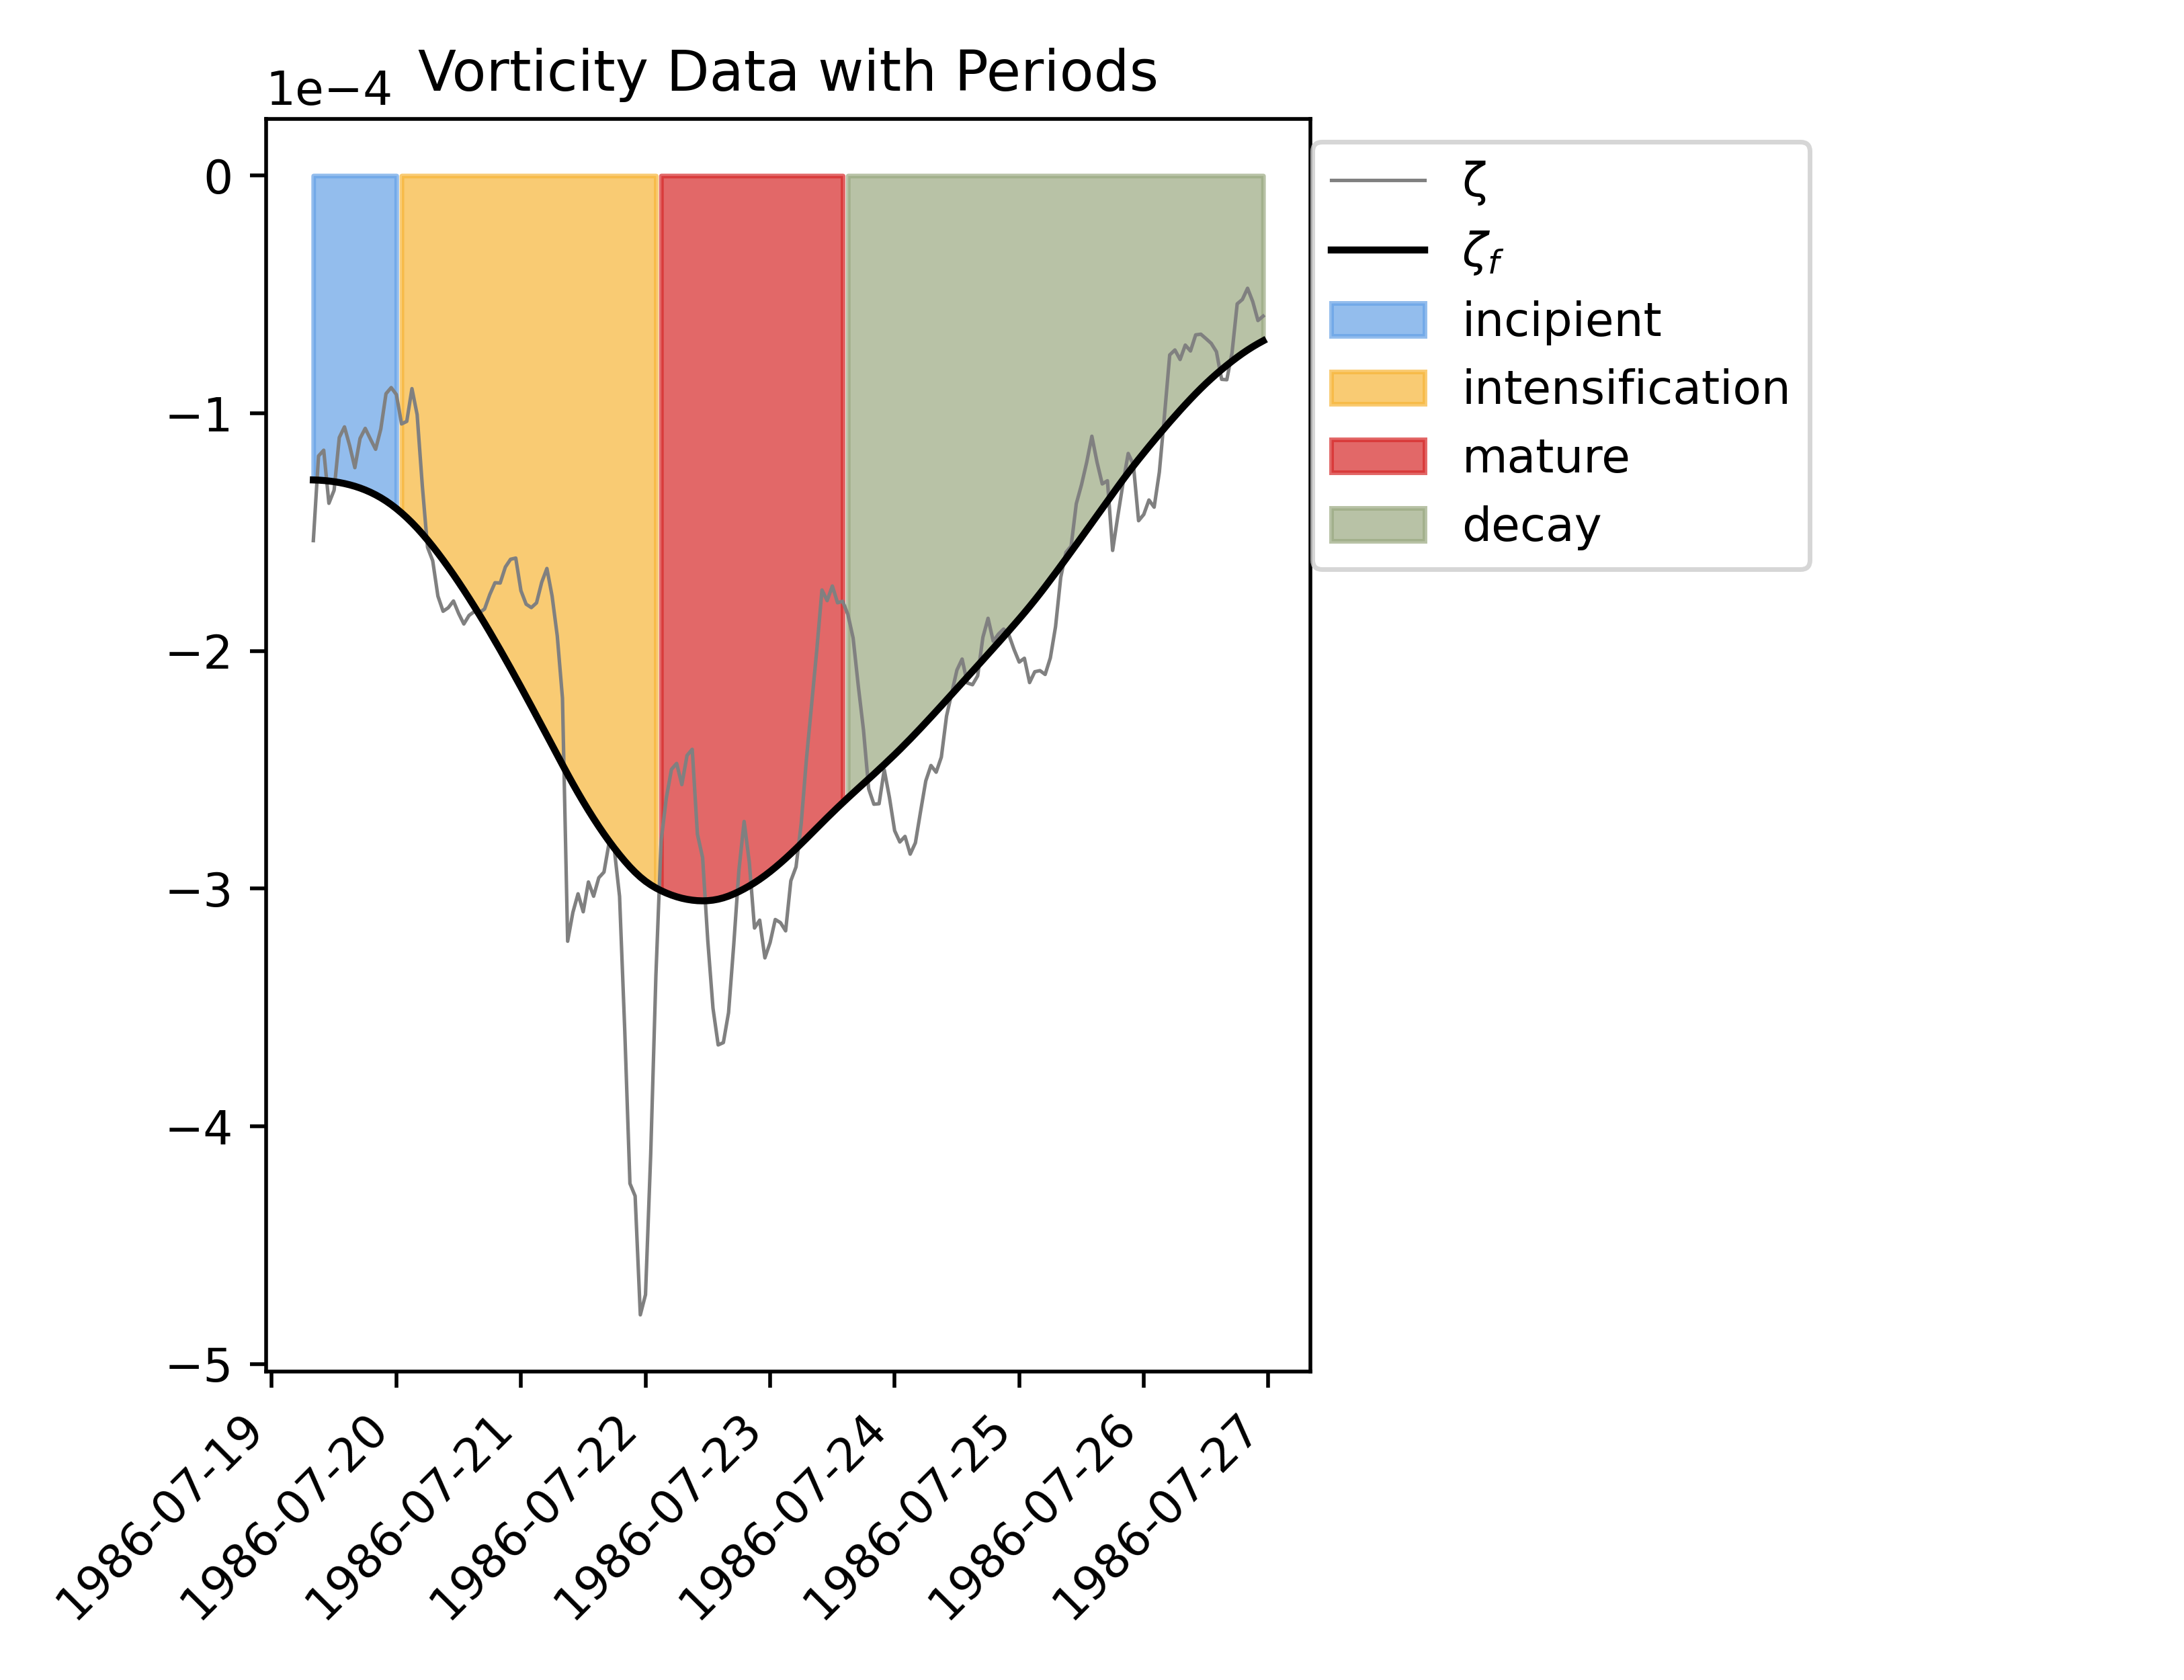 Vorticity Data with Periods
1e−4
0
−1
−2
−3
−4
−5
1986-07-19
1986-07-20
1986-07-21
1986-07-22
1986-07-23
1986-07-24
1986-07-25
1986-07-26
1986-07-27
ζ
ζ_f
incipient
intensification
mature
decay